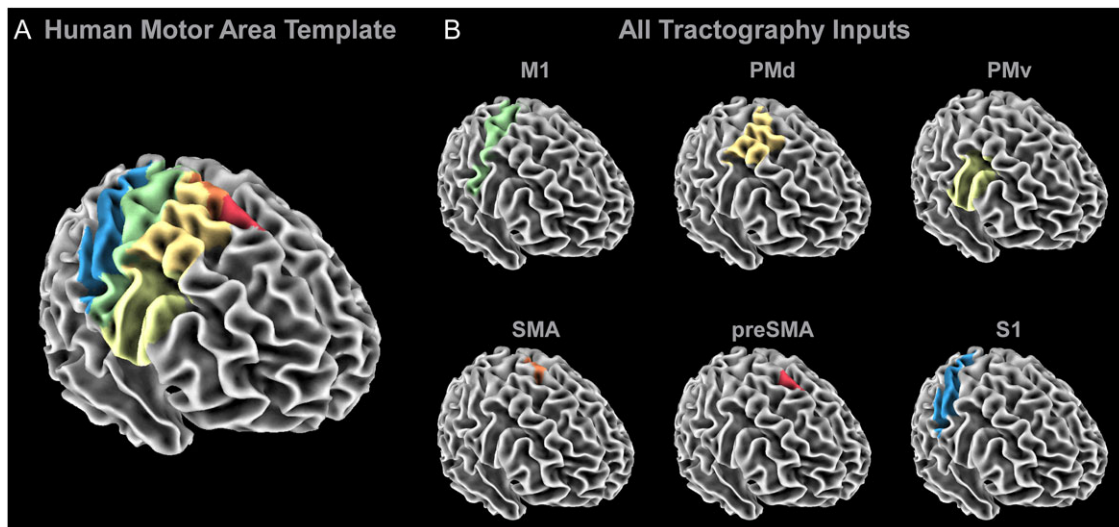 A Human Motor Area Template
B All Tractography Inputs
M1 PMd PMv
SMA preSMA S1